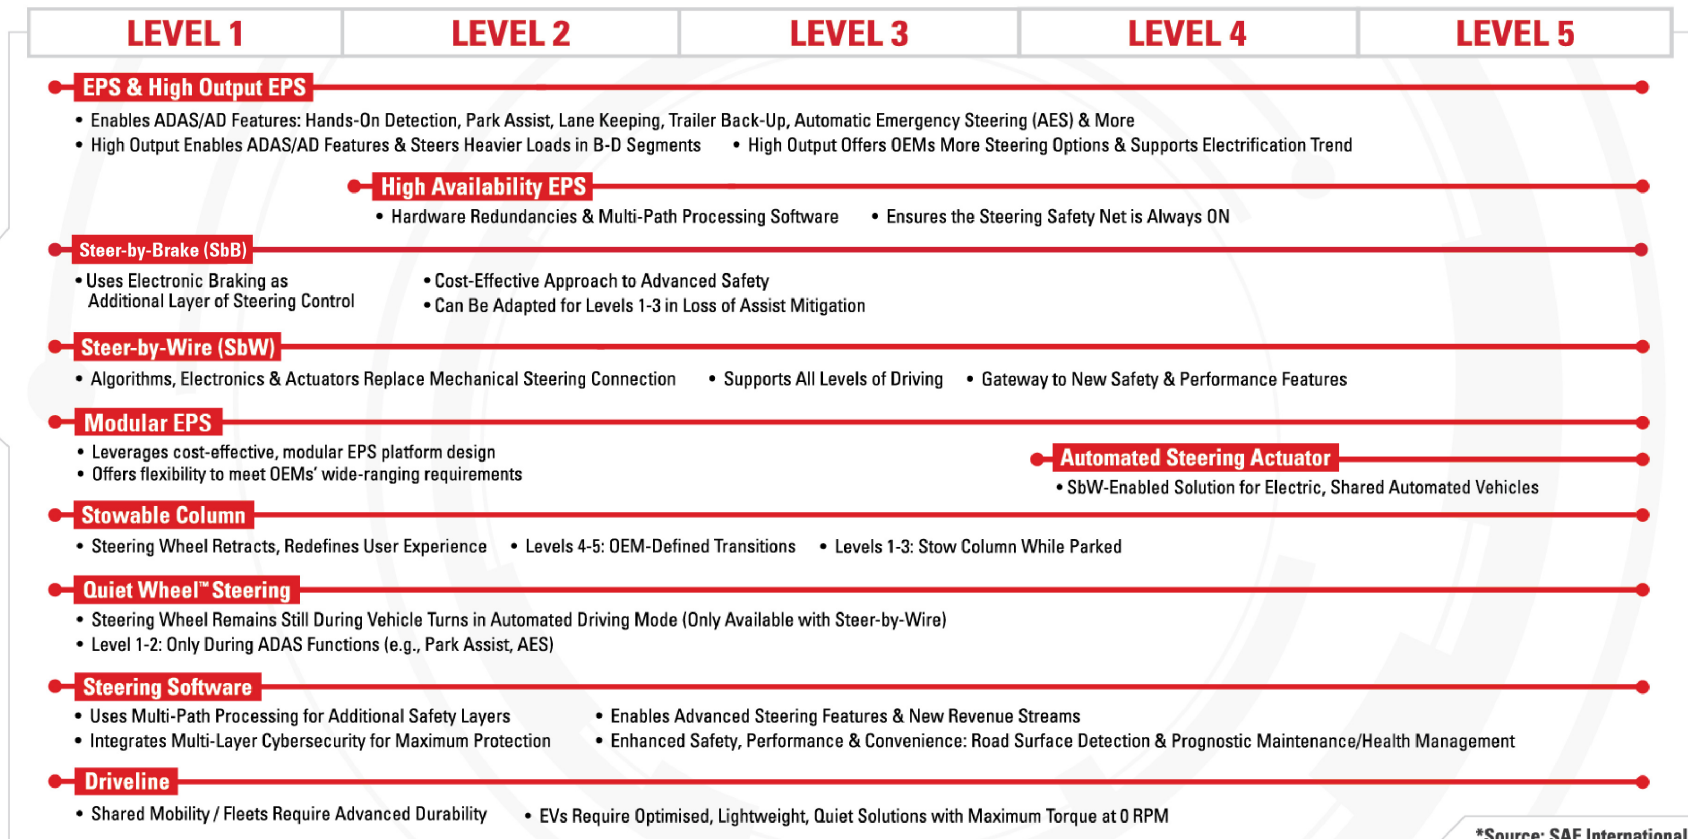 LEVEL 1 LEVEL 2 LEVEL 3 LEVEL 4 LEVEL 5
EPS & High Output EPS
• Enables ADAS/AD Features: Hands-On Detection, Park Assist, Lane Keeping, Trailer Back-Up, Automatic Emergency Steering (AES) & More
• High Output Enables ADAS/AD Features & Steers Heavier Loads in B-D Segments • High Output Offers OEMs More Steering Options & Supports Electrification Trend
High Availability EPS
• Hardware Redundancies & Multi-Path Processing Software • Ensures the Steering Safety Net is Always ON
Steer-by-Brake (SbB)
• Uses Electronic Braking as
Additional Layer of Steering Control
• Cost-Effective Approach to Advanced Safety
• Can Be Adapted for Levels 1-3 in Loss of Assist Mitigation
Steer-by-Wire (SbW)
• Algorithms, Electronics & Actuators Replace Mechanical Steering Connection • Supports All Levels of Driving • Gateway to New Safety & Performance Features
Modular EPS
• Leverages cost-effective, modular EPS platform design
• Offers flexibility to meet OEMs' wide-ranging requirements
Automated Steering Actuator
• SbW-Enabled Solution for Electric, Shared Automated Vehicles
Stowable Column
• Steering Wheel Retracts, Redefines User Experience • Levels 4-5: OEM-Defined Transitions • Levels 1-3: Stow Column While Parked
Quiet Wheel™ Steering
• Steering Wheel Remains Still During Vehicle Turns in Automated Driving Mode (Only Available with Steer-by-Wire)
• Level 1-2: Only During ADAS Functions (e.g., Park Assist, AES)
Steering Software
• Uses Multi-Path Processing for Additional Safety Layers • Enables Advanced Steering Features & New Revenue Streams
• Integrates Multi-Layer Cybersecurity for Maximum Protection • Enhanced Safety, Performance & Convenience: Road Surface Detection & Prognostic Maintenance/Health Management
Driveline
• Shared Mobility / Fleets Require Advanced Durability • EVs Require Optimised, Lightweight, Quiet Solutions with Maximum Torque at 0 RPM
*Source: SAE International